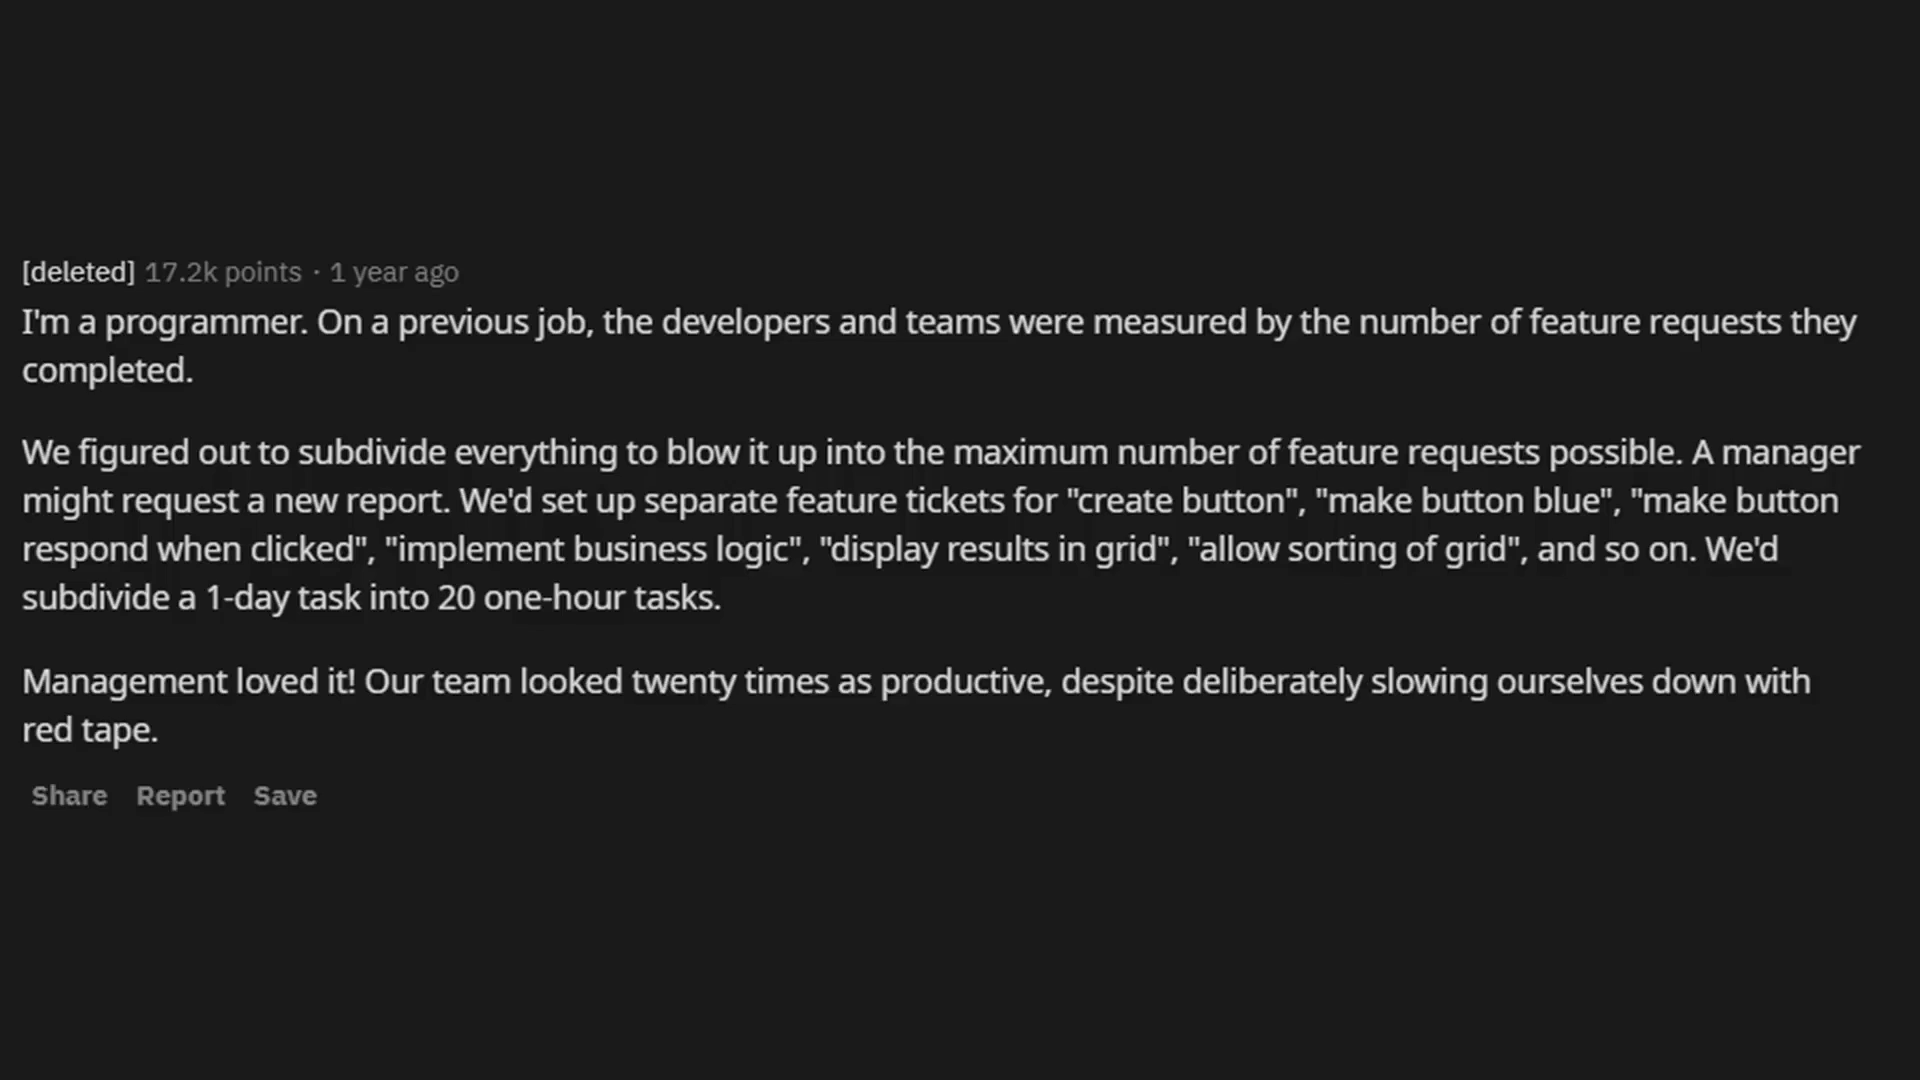 [deleted] 17.2k points · 1 year ago
I'm a programmer. On a previous job, the developers and teams were measured by the number of feature requests they
completed.
We figured out to subdivide everything to blow it up into the maximum number of feature requests possible. A manager
might request a new report. We'd set up separate feature tickets for "create button", "make button blue", "make button
respond when clicked", "implement business logic", "display results in grid", "allow sorting of grid", and so on. We'd
subdivide a 1-day task into 20 one-hour tasks.
Management loved it! Our team looked twenty times as productive, despite deliberately slowing ourselves down with
red tape.
Share Report Save